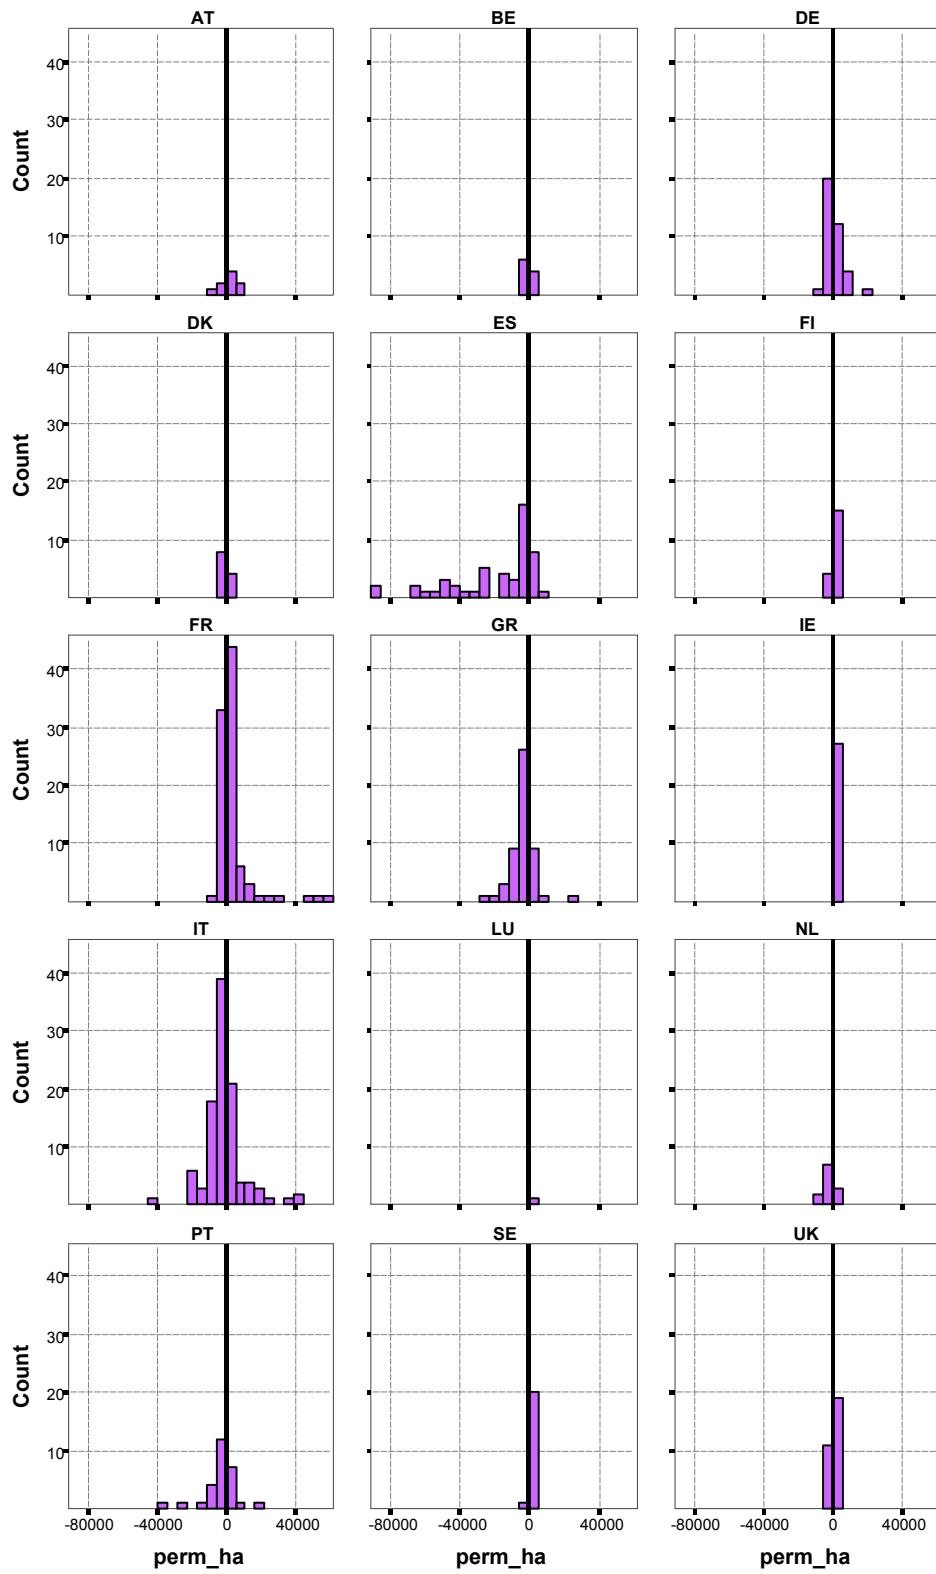 AT BE DE
40
30
20
10
Count
DK ES FI
40
30
20
10
Count
FR GR IE
40
30
20
10
Count
IT LU NL
40
30
20
10
Count
PT SE UK
40
30
20
10
Count
-80000 -40000 0 40000 -80000 -40000 0 40000 -80000 -40000 0 40000
perm_ha perm_ha perm_ha